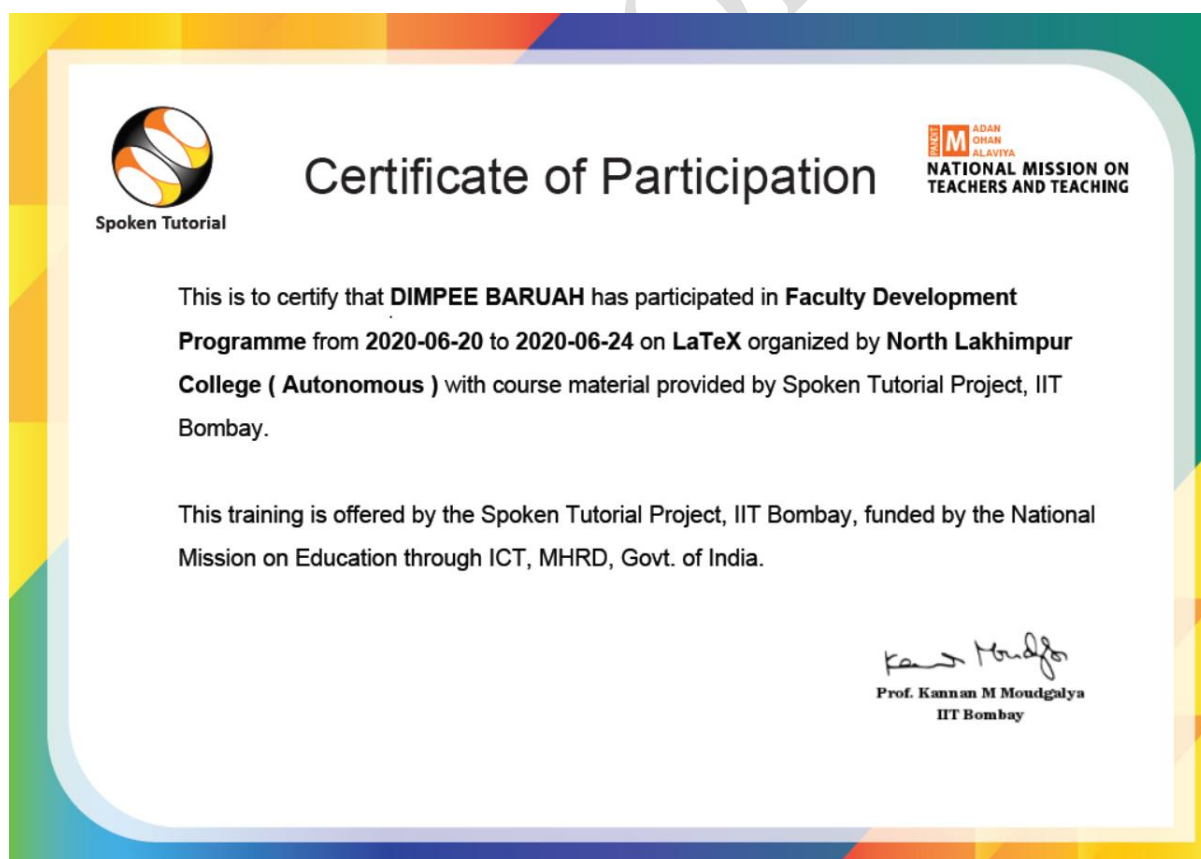 Spoken Tutorial
Certificate of Participation
PANDIT
MADAN
MOHAN
MALAVIYA
NATIONAL MISSION ON
TEACHERS AND TEACHING
This is to certify that DIMPEE BARUAH has participated in Faculty Development
Programme from 2020-06-20 to 2020-06-24 on LaTeX organized by North Lakhimpur
College ( Autonomous ) with course material provided by Spoken Tutorial Project, IIT
Bombay.
This training is offered by the Spoken Tutorial Project, IIT Bombay, funded by the National
Mission on Education through ICT, MHRD, Govt. of India.
Prof. Kannan M Moudgalya
IIT Bombay